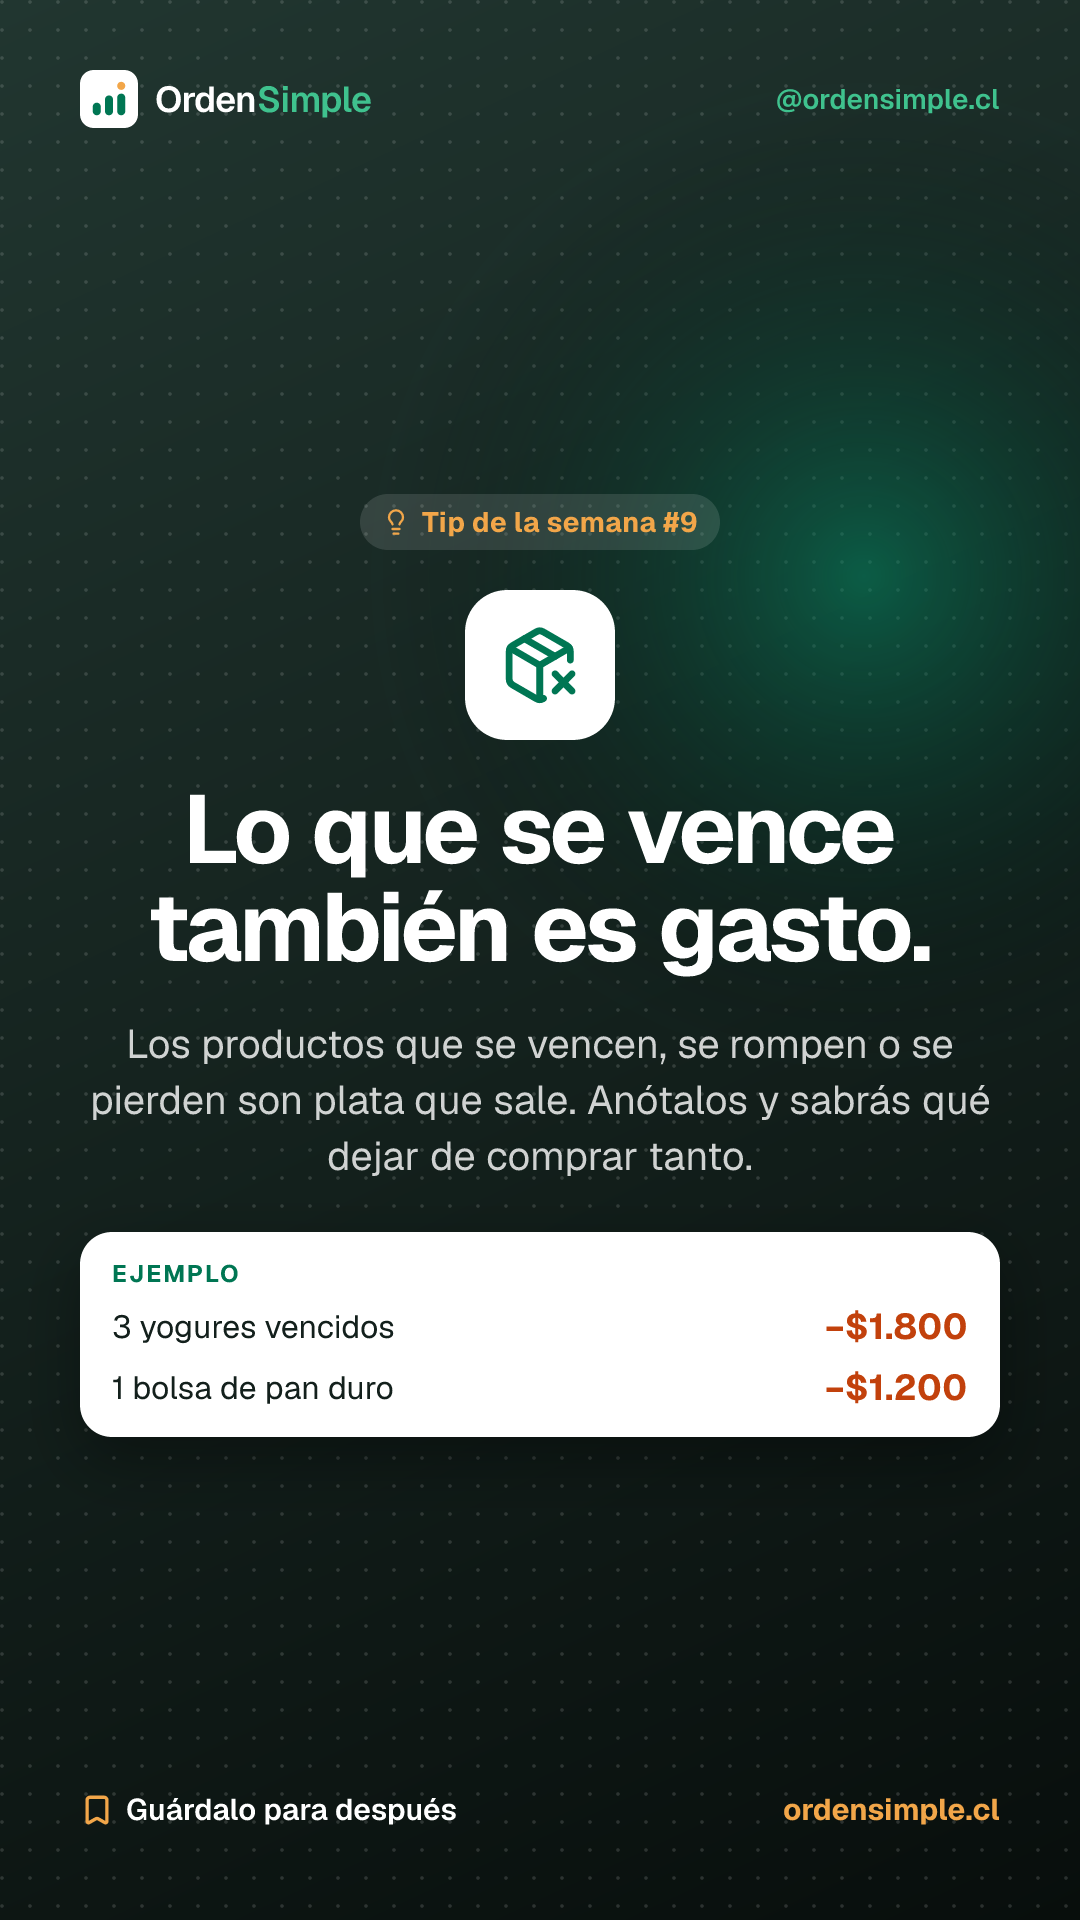 OrdenSimple
@ordensimple.cl
Tip de la semana #9
Lo que se vence
también es gasto.
Los productos que se vencen, se rompen o se
pierden son plata que sale. Anótalos y sabrás qué
dejar de comprar tanto.
EJEMPLO
3 yogures vencidos –$1.800
1 bolsa de pan duro –$1.200
Guárdalo para después
ordensimple.cl